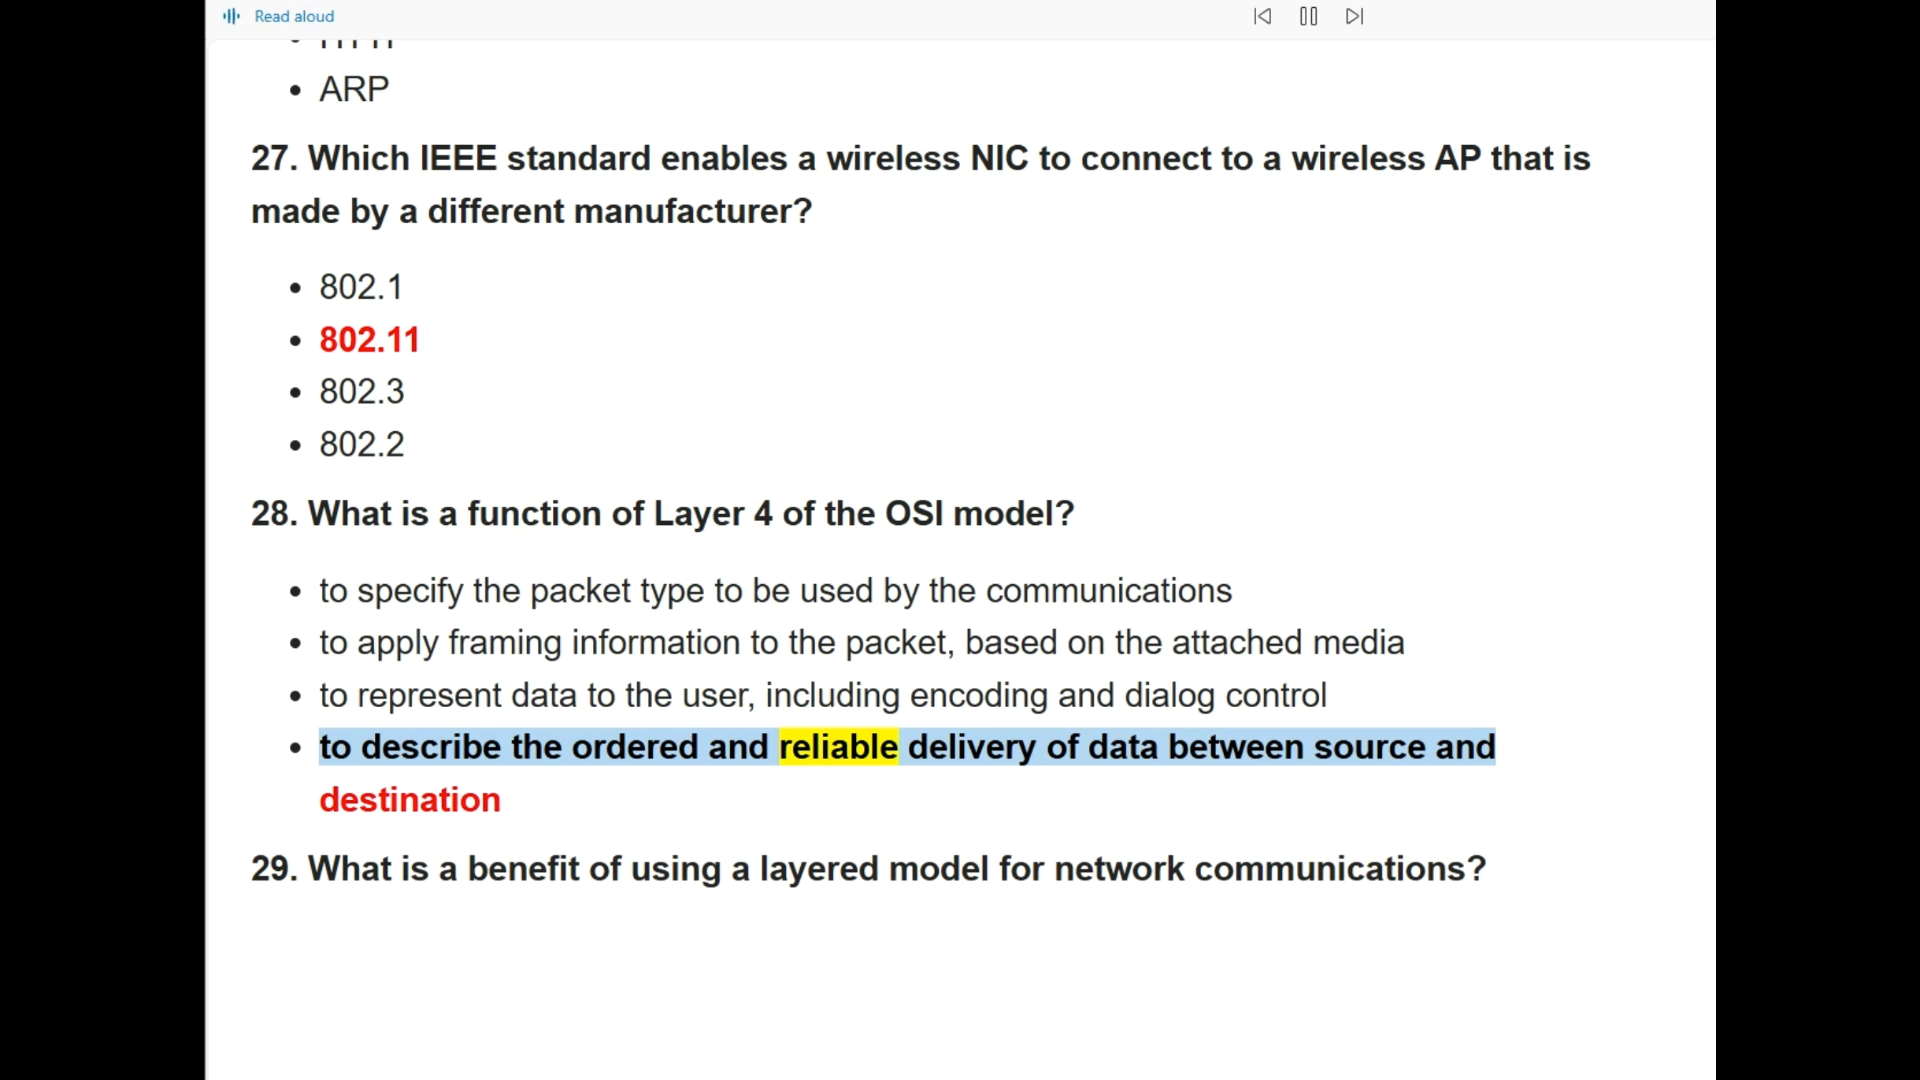 Read aloud
• ARP
27. Which IEEE standard enables a wireless NIC to connect to a wireless AP that is
made by a different manufacturer?
• 802.1
• 802.11
• 802.3
• 802.2
28. What is a function of Layer 4 of the OSI model?
• to specify the packet type to be used by the communications
• to apply framing information to the packet, based on the attached media
• to represent data to the user, including encoding and dialog control
• to describe the ordered and reliable delivery of data between source and
destination
29. What is a benefit of using a layered model for network communications?